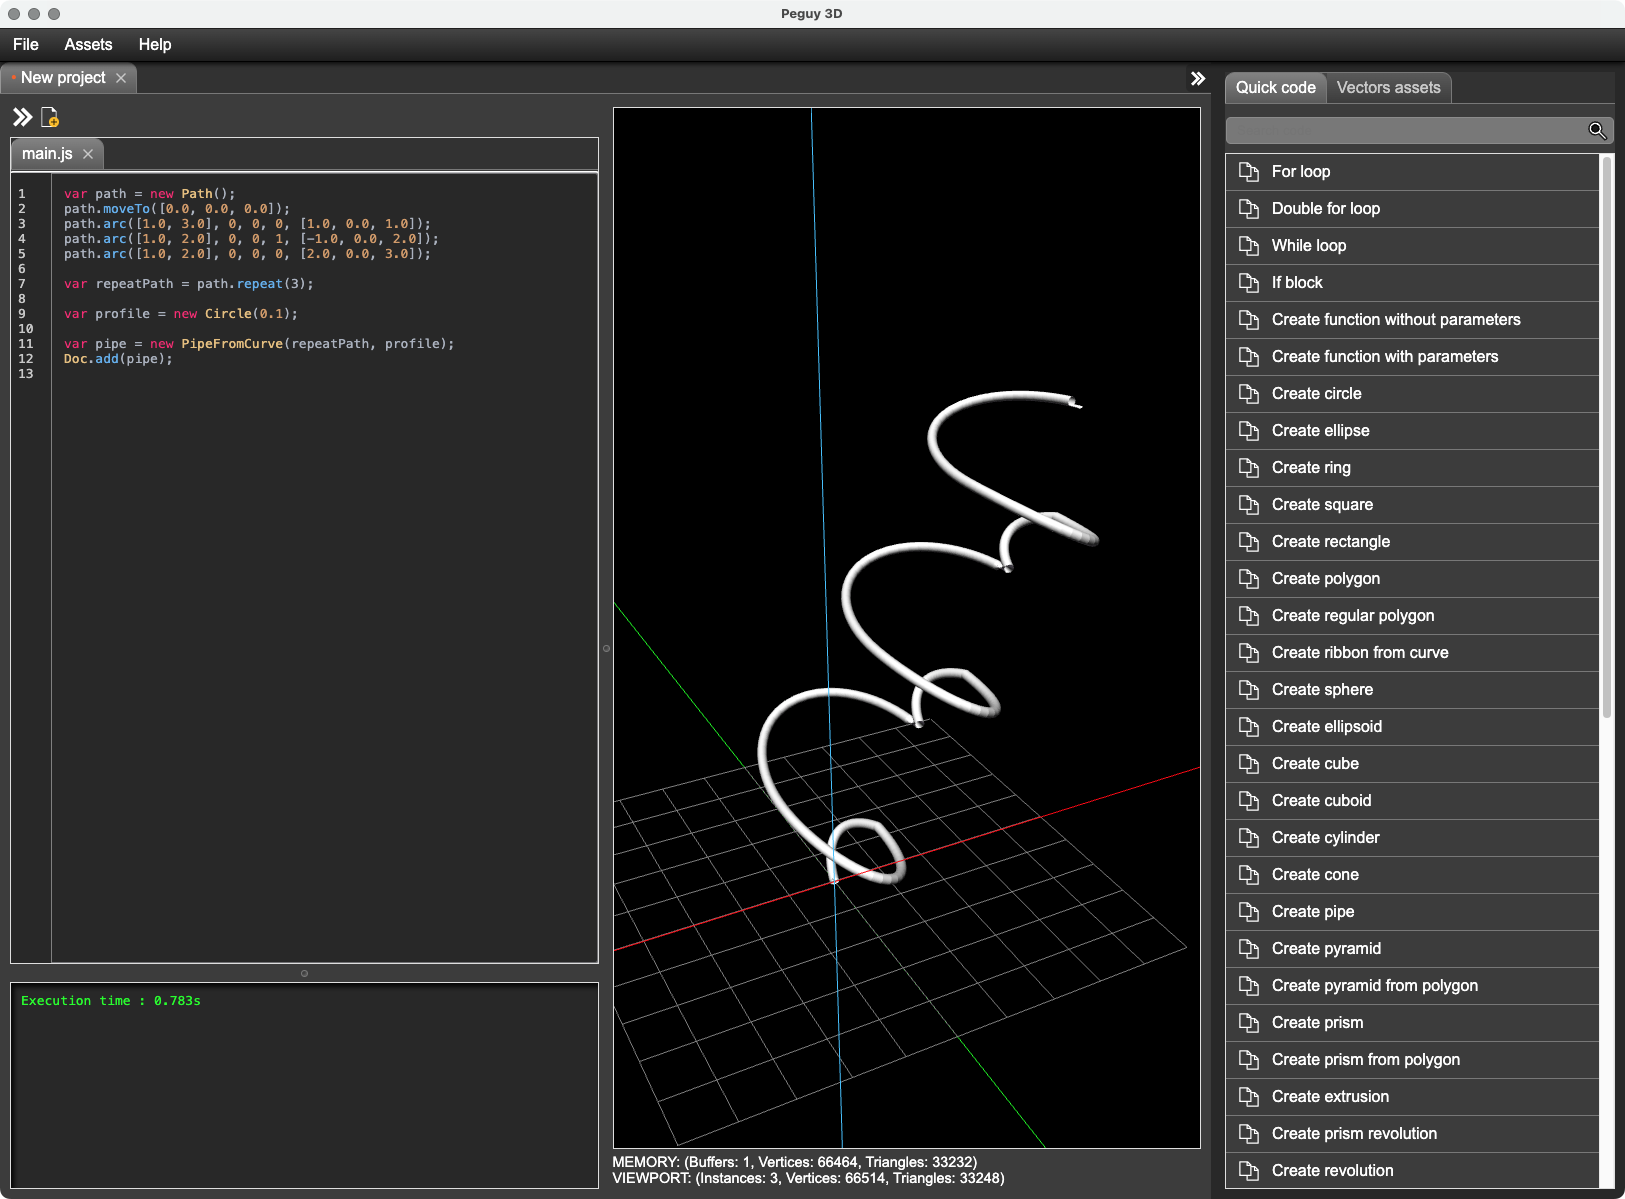 Peguy 3D
File Assets Help
New project
Quick code Vectors assets
main.js
1 var path = new Path();
2 path.moveTo([0.0, 0.0, 0.0]);
3 path.arc([1.0, 3.0], 0, 0, 0, [1.0, 0.0, 1.0]);
4 path.arc([1.0, 2.0], 0, 0, 1, [-1.0, 0.0, 2.0]);
5 path.arc([1.0, 2.0], 0, 0, 0, [2.0, 0.0, 3.0]);
6
7 var repeatPath = path.repeat(3);
8
9 var profile = new Circle(0.1);
10
11 var pipe = new PipeFromCurve(repeatPath, profile);
12 Doc.add(pipe);
13
Execution time : 0.783s
MEMORY: (Buffers: 1, Vertices: 66464, Triangles: 33232)
VIEWPORT: (Instances: 3, Vertices: 66514, Triangles: 33248)
For loop
Double for loop
While loop
If block
Create function without parameters
Create function with parameters
Create circle
Create ellipse
Create ring
Create square
Create rectangle
Create polygon
Create regular polygon
Create ribbon from curve
Create sphere
Create ellipsoid
Create cube
Create cuboid
Create cylinder
Create cone
Create pipe
Create pyramid
Create pyramid from polygon
Create prism
Create prism from polygon
Create extrusion
Create prism revolution
Create revolution